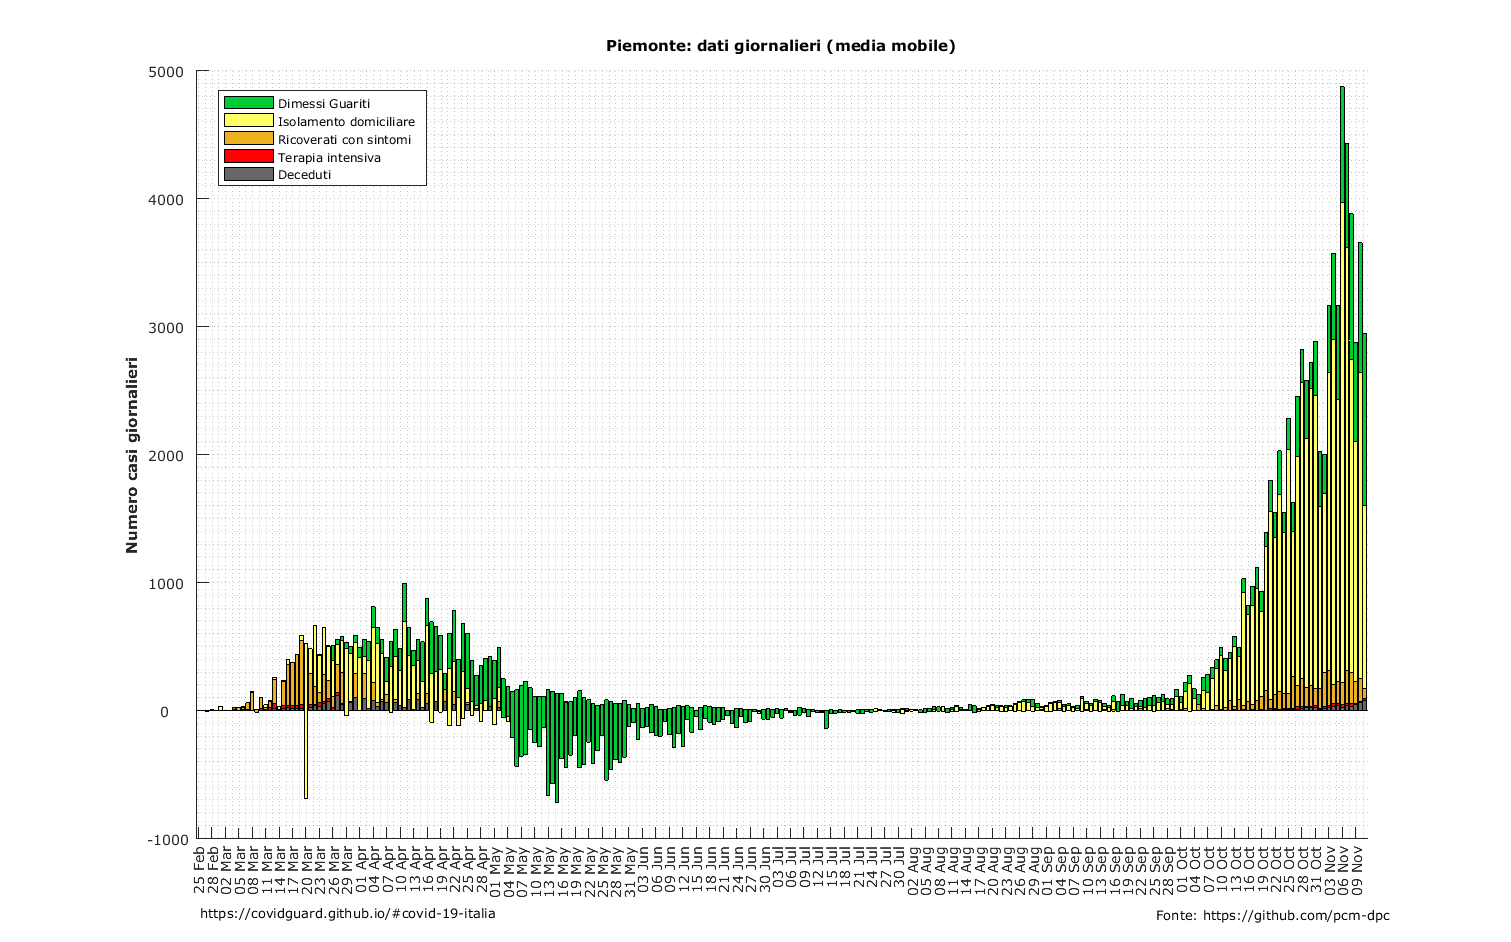 Piemonte: dati giornalieri (media mobile)
5000
4000
3000
2000
1000
0
-1000
Numero casi giornalieri
Dimessi Guariti
Isolamento domiciliare
Ricoverati con sintomi
Terapia intensiva
Deceduti
25 Feb
28 Feb
02 Mar
05 Mar
08 Mar
11 Mar
14 Mar
17 Mar
20 Mar
23 Mar
26 Mar
29 Mar
01 Apr
04 Apr
07 Apr
10 Apr
13 Apr
16 Apr
19 Apr
22 Apr
25 Apr
28 Apr
01 May
04 May
07 May
10 May
13 May
16 May
19 May
22 May
25 May
28 May
31 May
03 Jun
06 Jun
09 Jun
12 Jun
15 Jun
18 Jun
21 Jun
24 Jun
27 Jun
30 Jun
03 Jul
06 Jul
09 Jul
12 Jul
15 Jul
18 Jul
21 Jul
24 Jul
27 Jul
30 Jul
02 Aug
05 Aug
08 Aug
11 Aug
14 Aug
17 Aug
20 Aug
23 Aug
26 Aug
29 Aug
01 Sep
04 Sep
07 Sep
10 Sep
13 Sep
16 Sep
19 Sep
22 Sep
25 Sep
28 Sep
01 Oct
04 Oct
07 Oct
10 Oct
13 Oct
16 Oct
19 Oct
22 Oct
25 Oct
28 Oct
31 Oct
03 Nov
06 Nov
09 Nov
https://covidguard.github.io/#covid-19-italia
Fonte: https://github.com/pcm-dpc